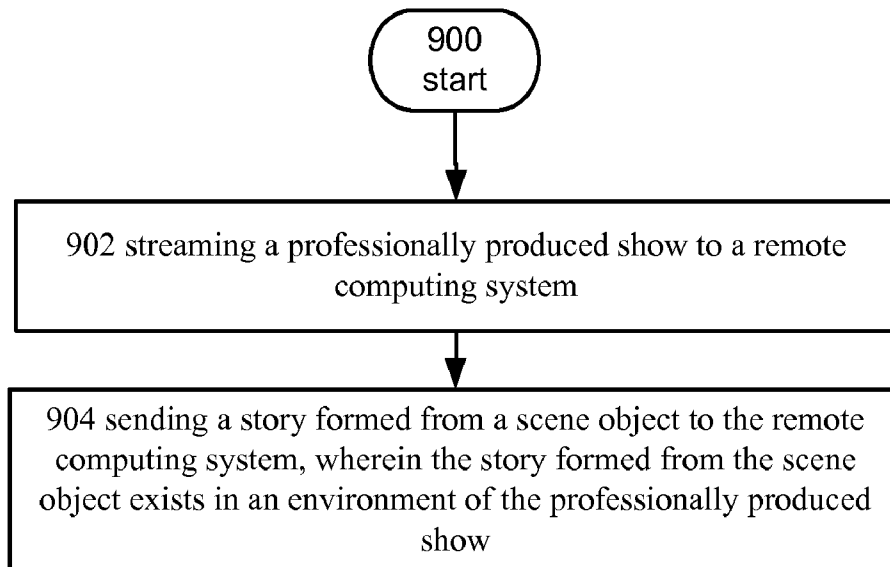 900
start
902 streaming a professionally produced show to a remote
computing system
904 sending a story formed from a scene object to the remote
computing system, wherein the story formed from the scene
object exists in an environment of the professionally produced
show